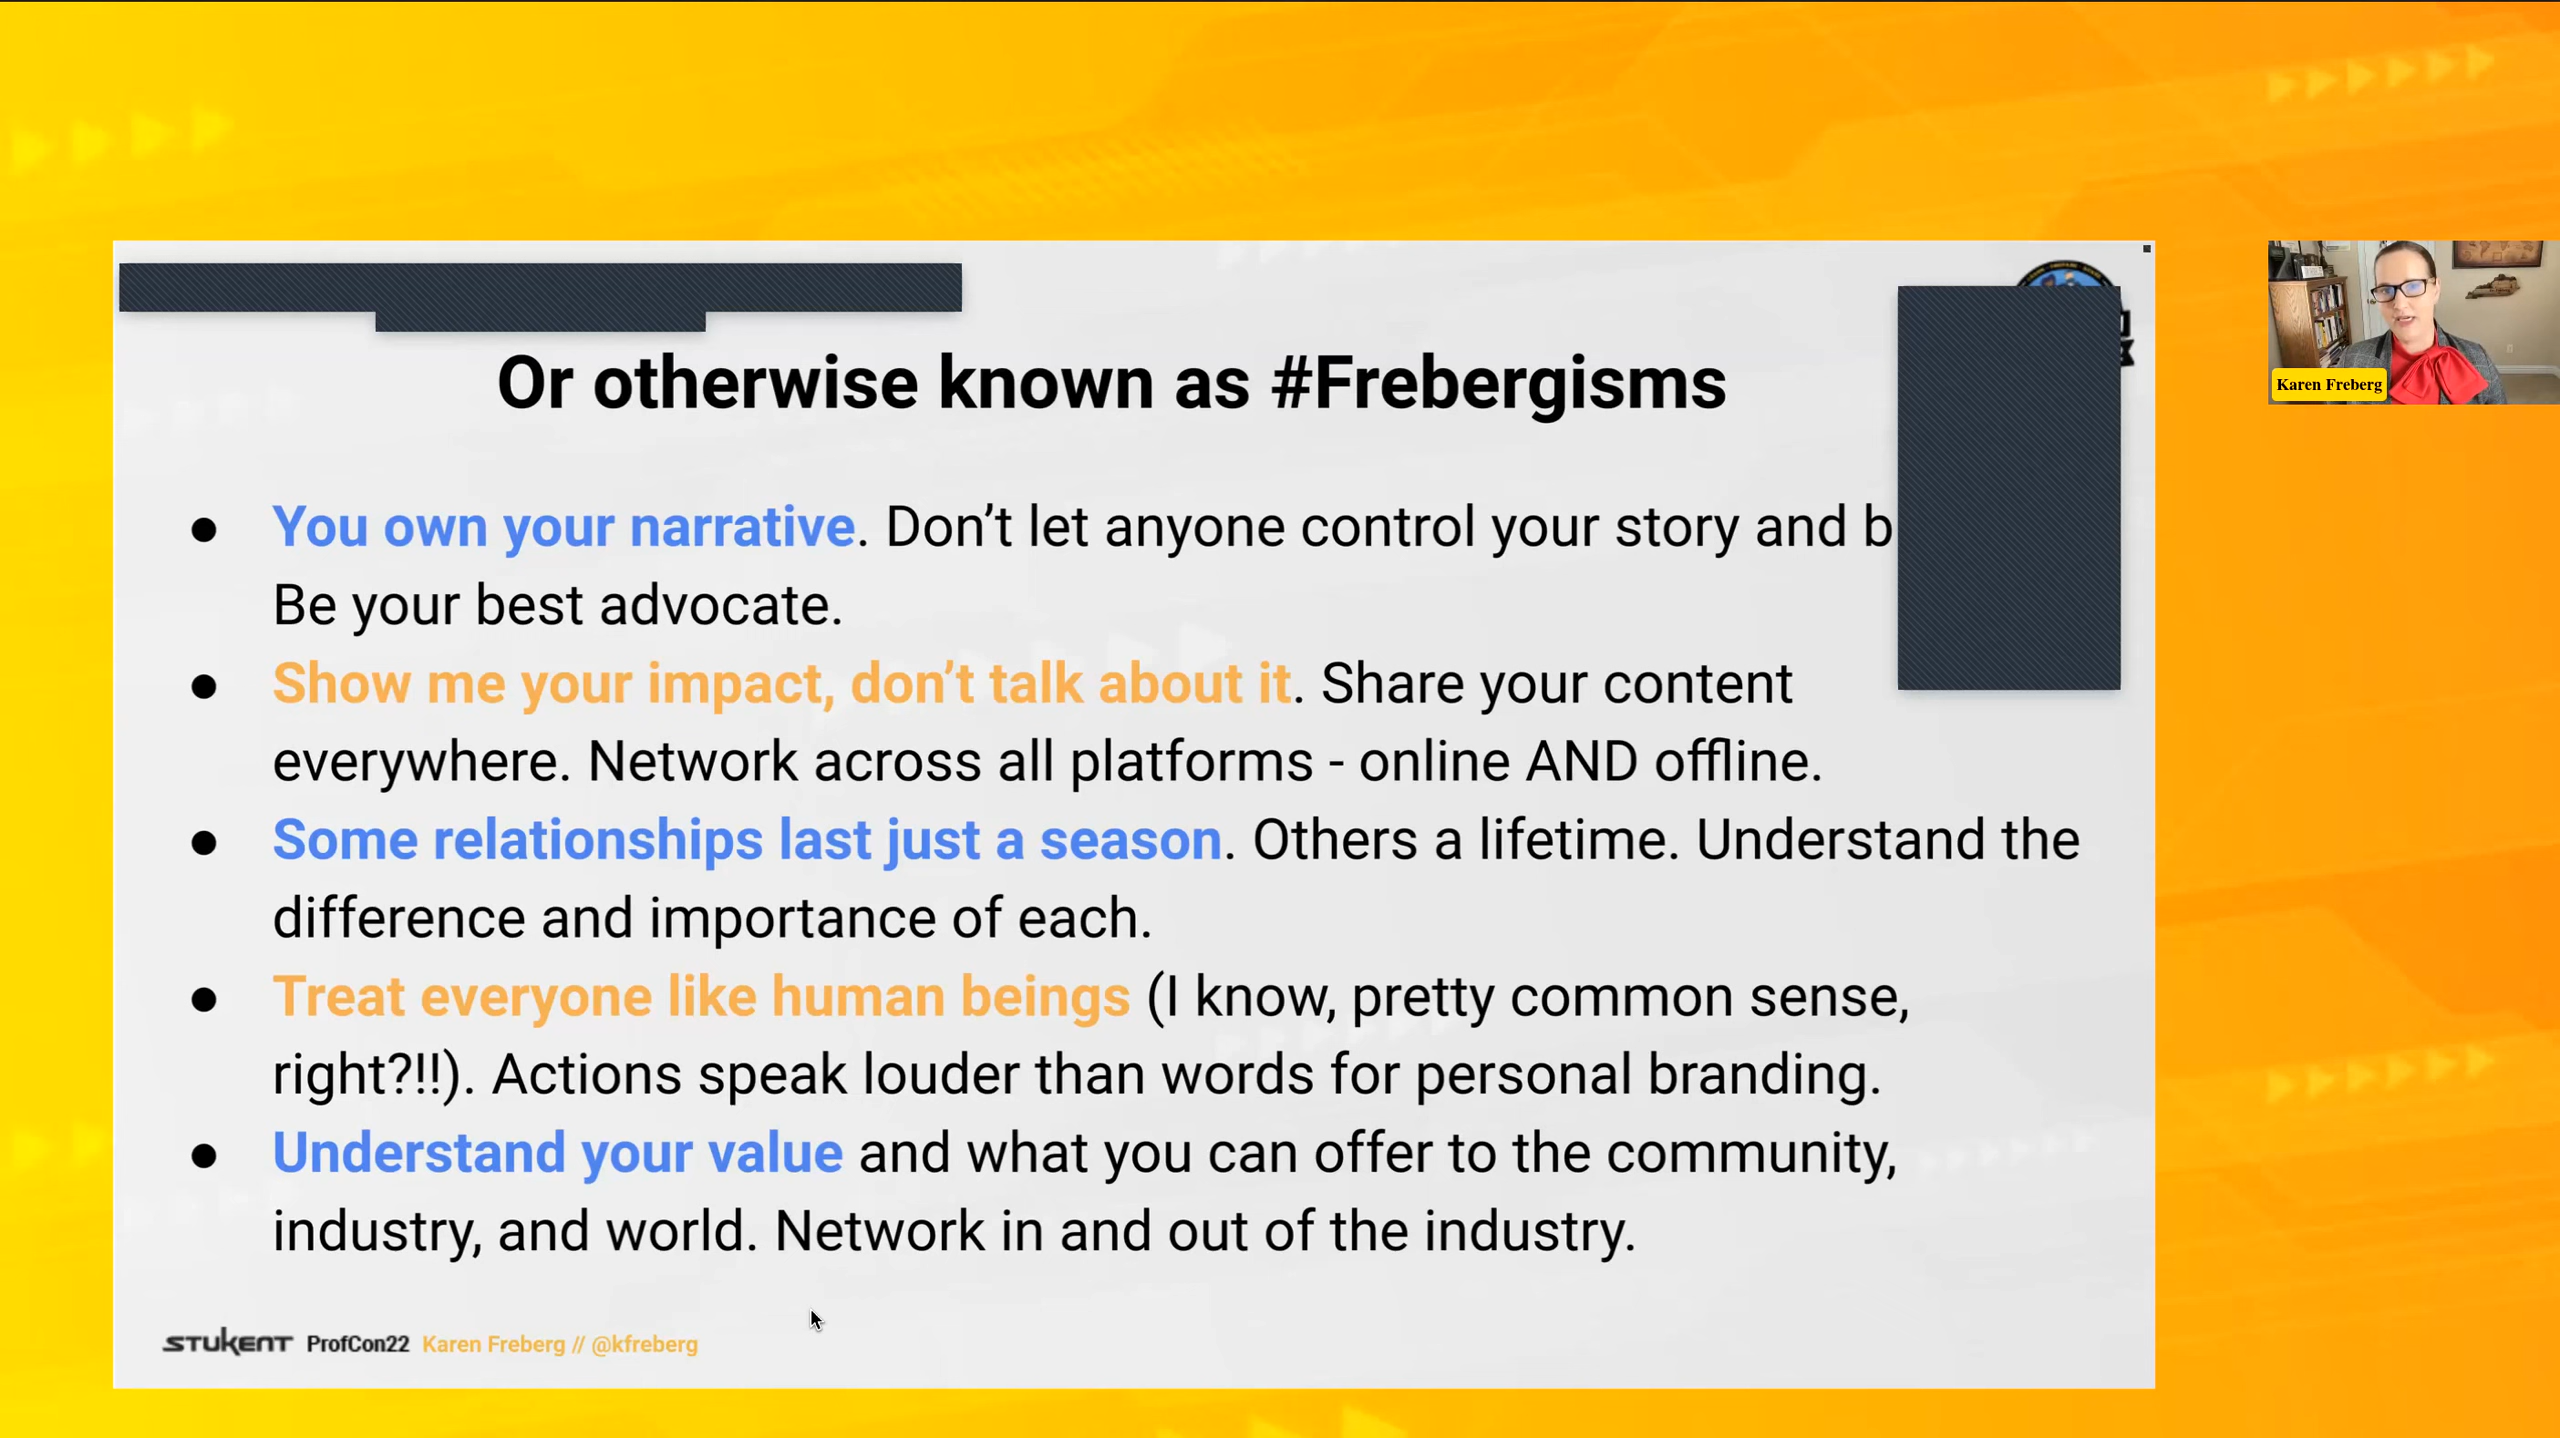 Or otherwise known as #Frebergisms
Karen Freberg
● You own your narrative. Don’t let anyone control your story and
Be your best advocate.
● Show me your impact, don’t talk about it. Share your content
everywhere. Network across all platforms - online AND offline.
● Some relationships last just a season. Others a lifetime. Understand the
difference and importance of each.
● Treat everyone like human beings (I know, pretty common sense,
right?!!). Actions speak louder than words for personal branding.
● Understand your value and what you can offer to the community,
industry, and world. Network in and out of the industry.
STUKENT ProfCon22 Karen Freberg // @kfreberg